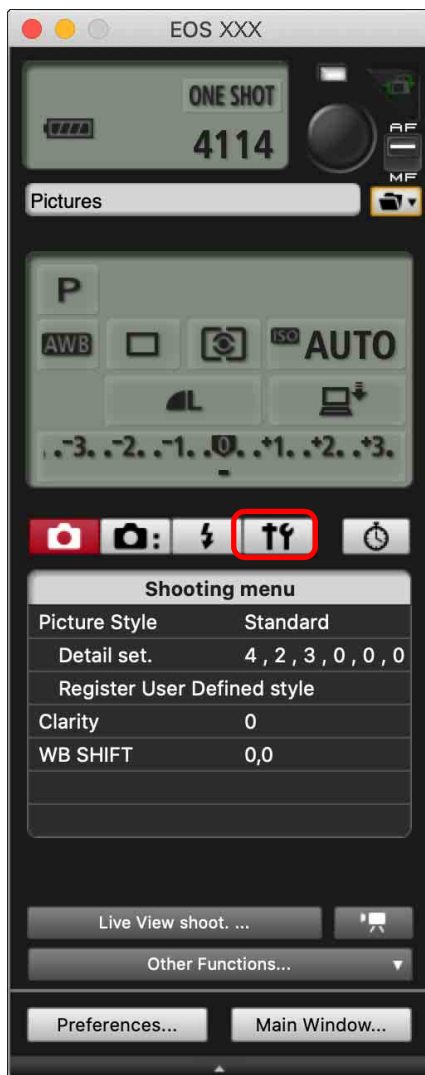 EOS XXX
ONE SHOT
4114
AF
MF
Pictures
P
AWB
ISO AUTO
L
.⁻3. .⁻2. .⁻1. .0. .⁺1. .⁺2. .⁺3.
Shooting menu
Picture Style Standard
Detail set. 4 , 2 , 3 , 0 , 0 , 0
Register User Defined style
Clarity 0
WB SHIFT 0,0
Live View shoot. ...
Other Functions...
Preferences... Main Window...